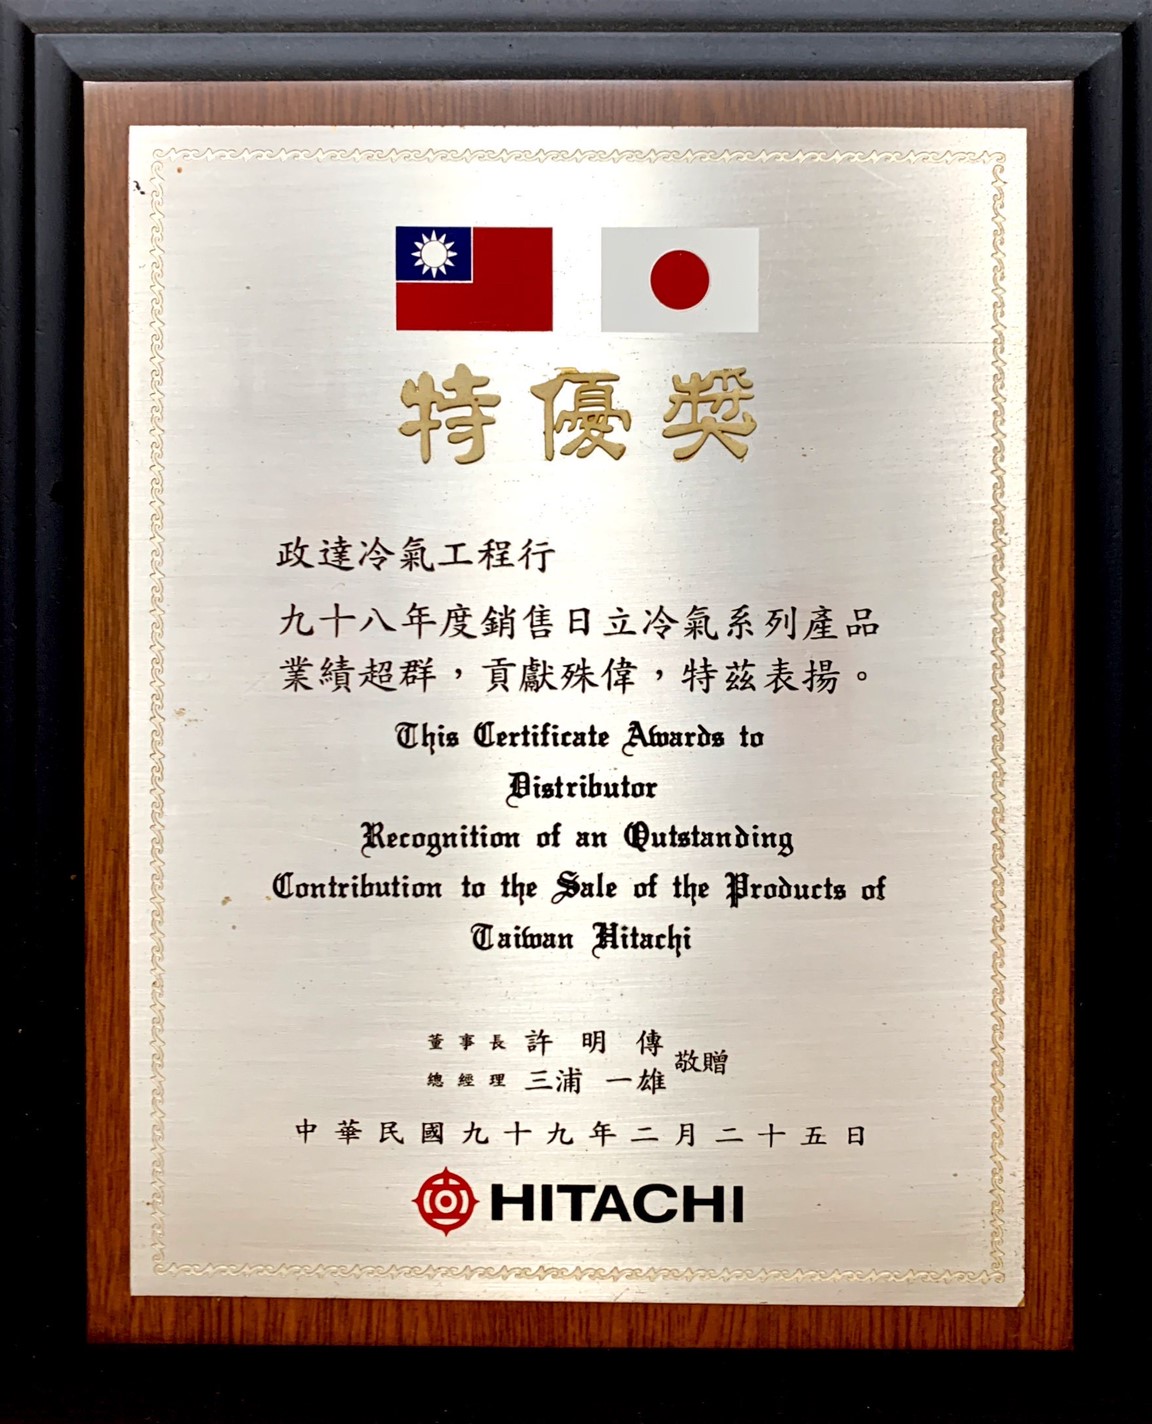 特優獎
政達冷氣工程行
九十八年度銷售日立冷氣系列產品
業績超群，貢獻殊偉，特茲表揚。
This Certificate Awards to
Distributor
Recognition of an Outstanding
Contribution to the Sale of the Products of
Taiwan Hitachi
董事長 許明傳
總經理 三浦一雄 敬贈
中華民國九十九年二月二十五日
HITACHI